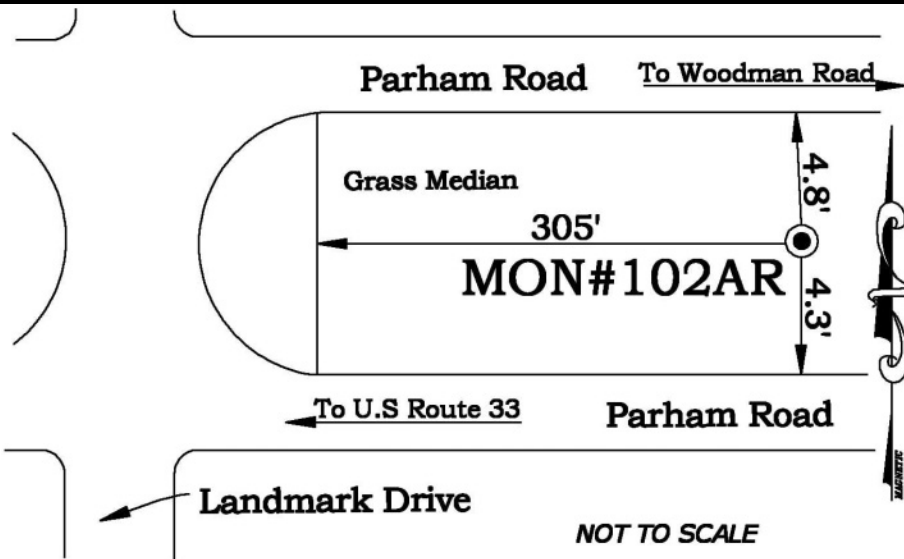 Parham Road
To Woodman Road
Grass Median
4.8'
305'
MON#102AR
4.3'
To U.S Route 33
Parham Road
MAGNETIC
Landmark Drive
NOT TO SCALE